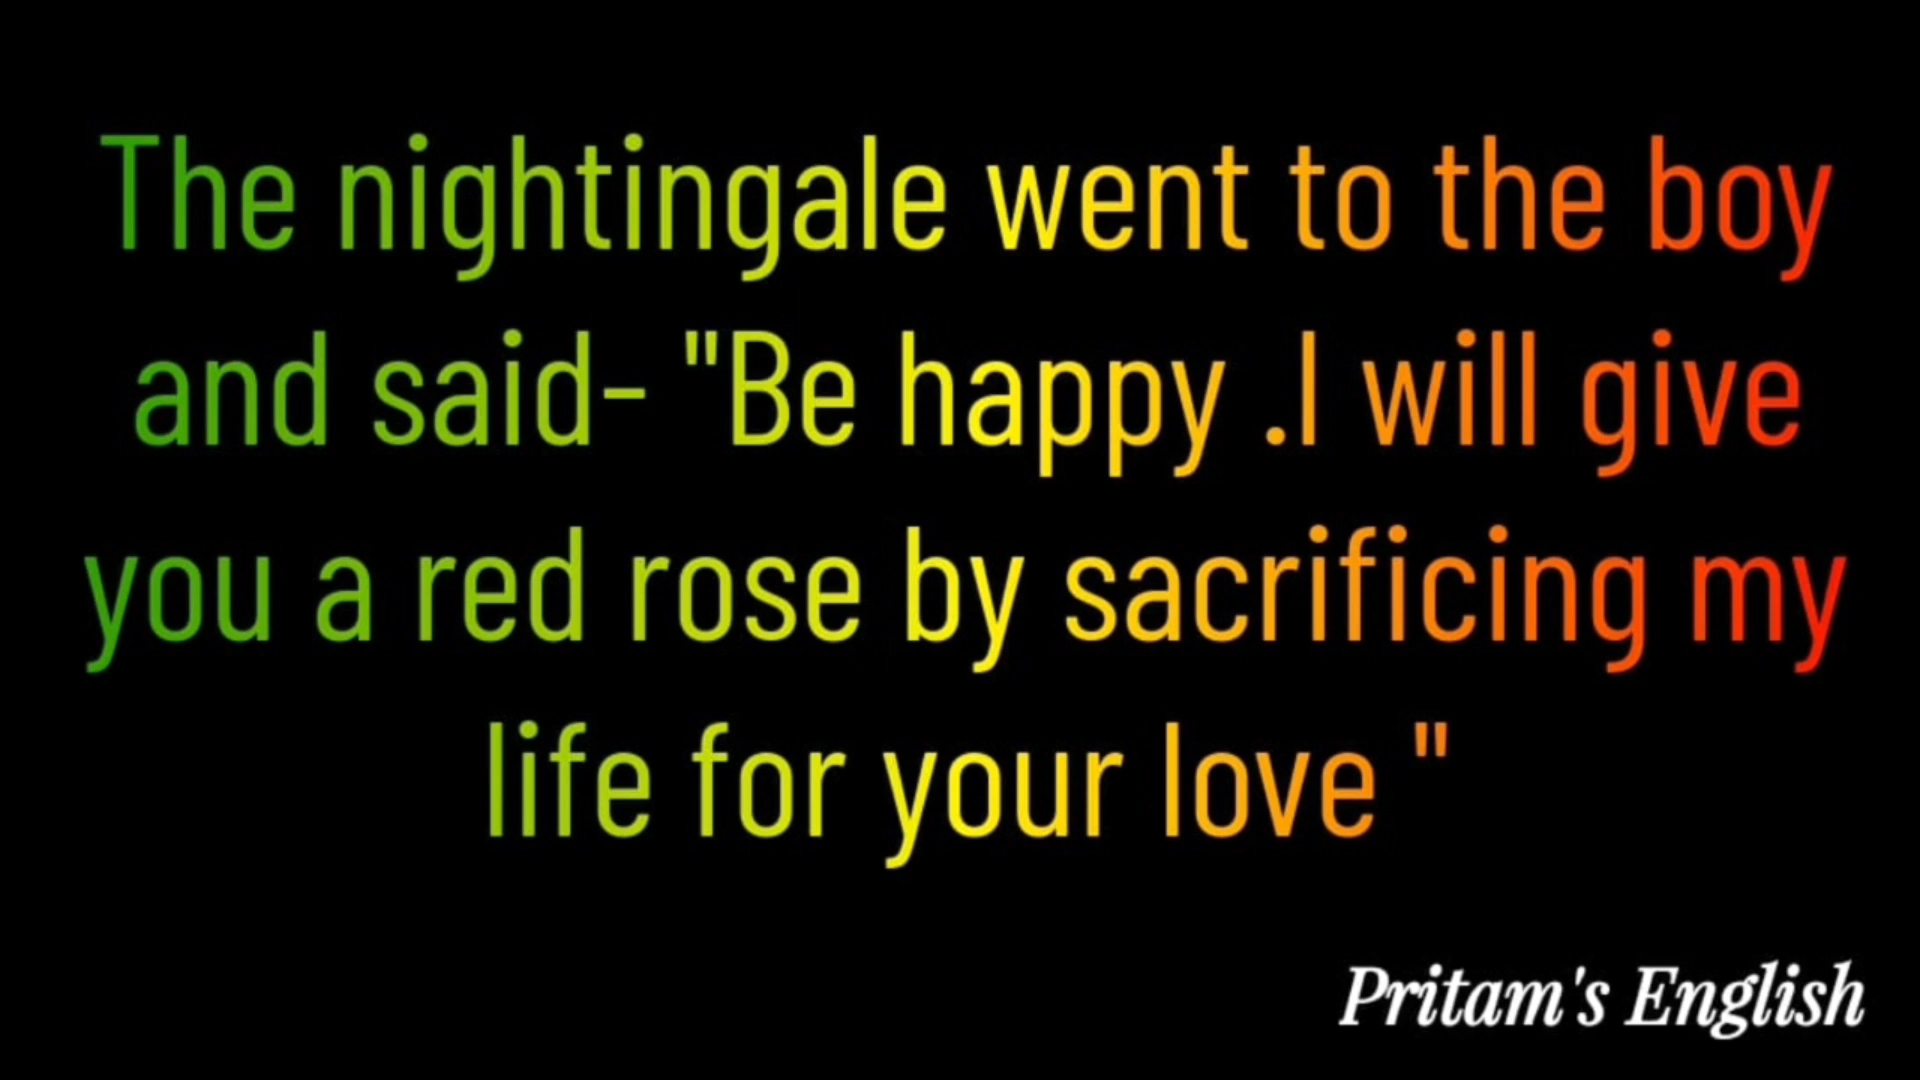 The nightingale went to the boy
and said- "Be happy .I will give
you a red rose by sacrificing my
life for your love "
Pritam's English